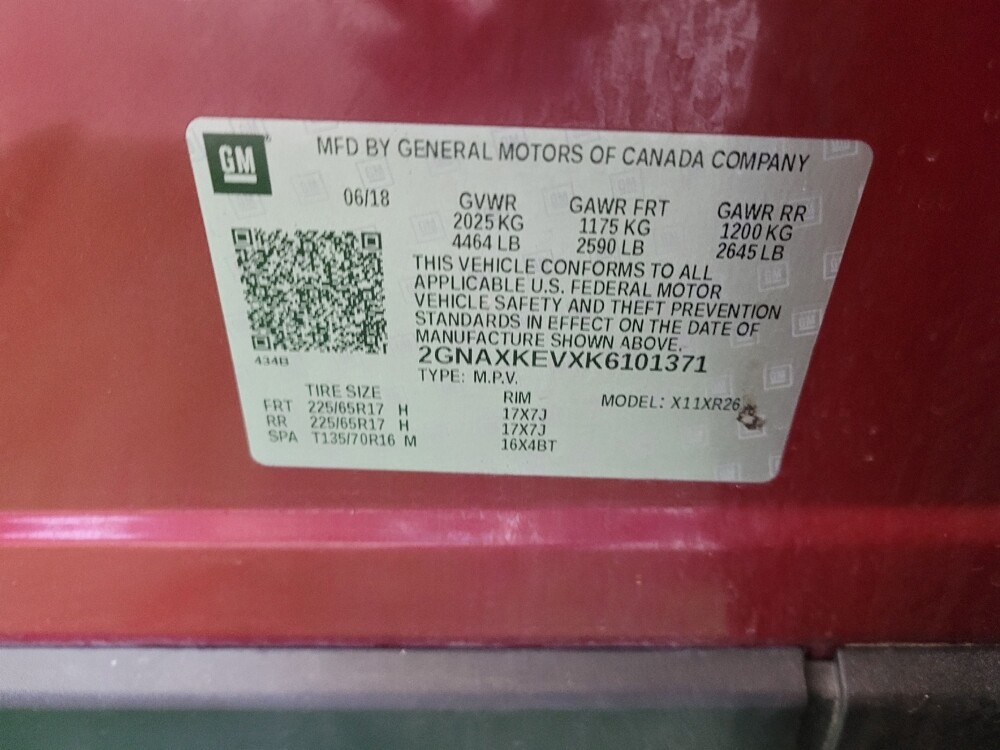 GM
MFD BY GENERAL MOTORS OF CANADA COMPANY
06/18
GVWR GAWR FRT GAWR RR
2025 KG 1175 KG 1200 KG
4464 LB 2590 LB 2645 LB
THIS VEHICLE CONFORMS TO ALL
APPLICABLE U.S. FEDERAL MOTOR
VEHICLE SAFETY AND THEFT PREVENTION
STANDARDS IN EFFECT ON THE DATE OF
MANUFACTURE SHOWN ABOVE.
434B
2GNAXKEVXK6101371
TYPE: M.P.V.
TIRE SIZE RIM MODEL: X11XR26
FRT 225/65R17 H 17X7J
RR 225/65R17 H 17X7J
SPA T135/70R16 M 16X4BT